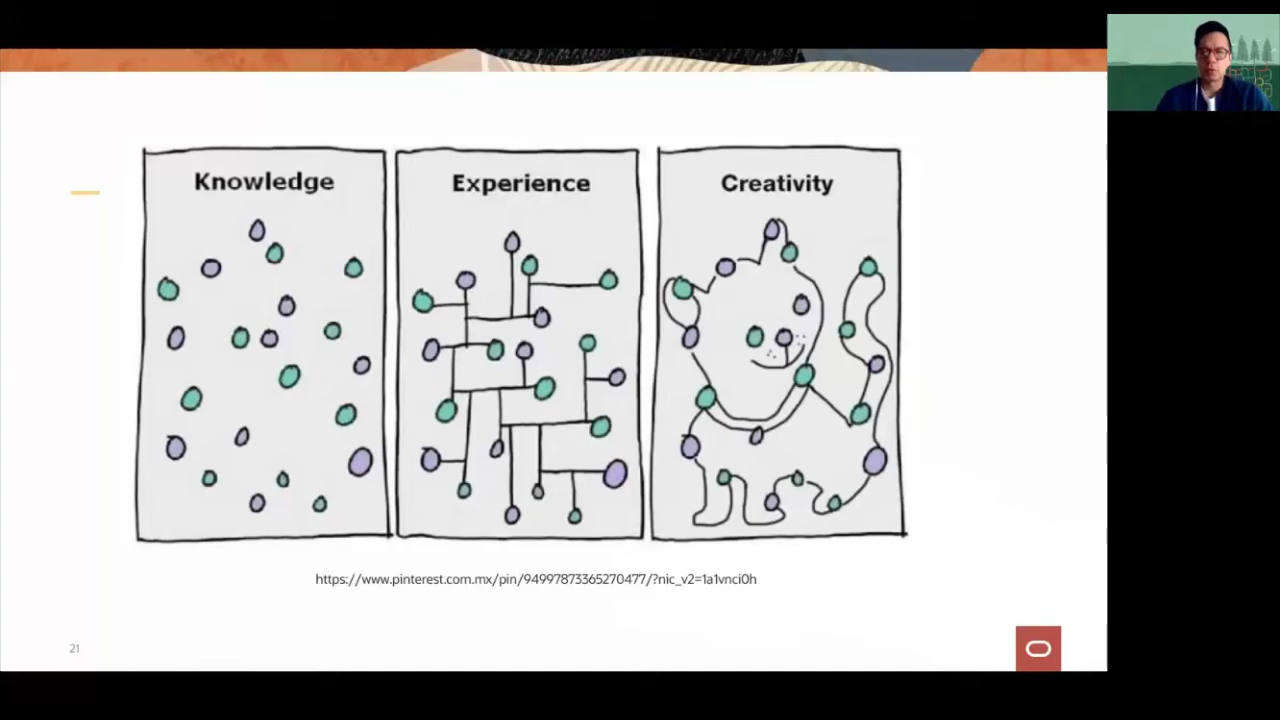 Knowledge
Experience
Creativity
https://www.pinterest.com.mx/pin/94997873365270477/?nic_v2=1a1vnci0h
21